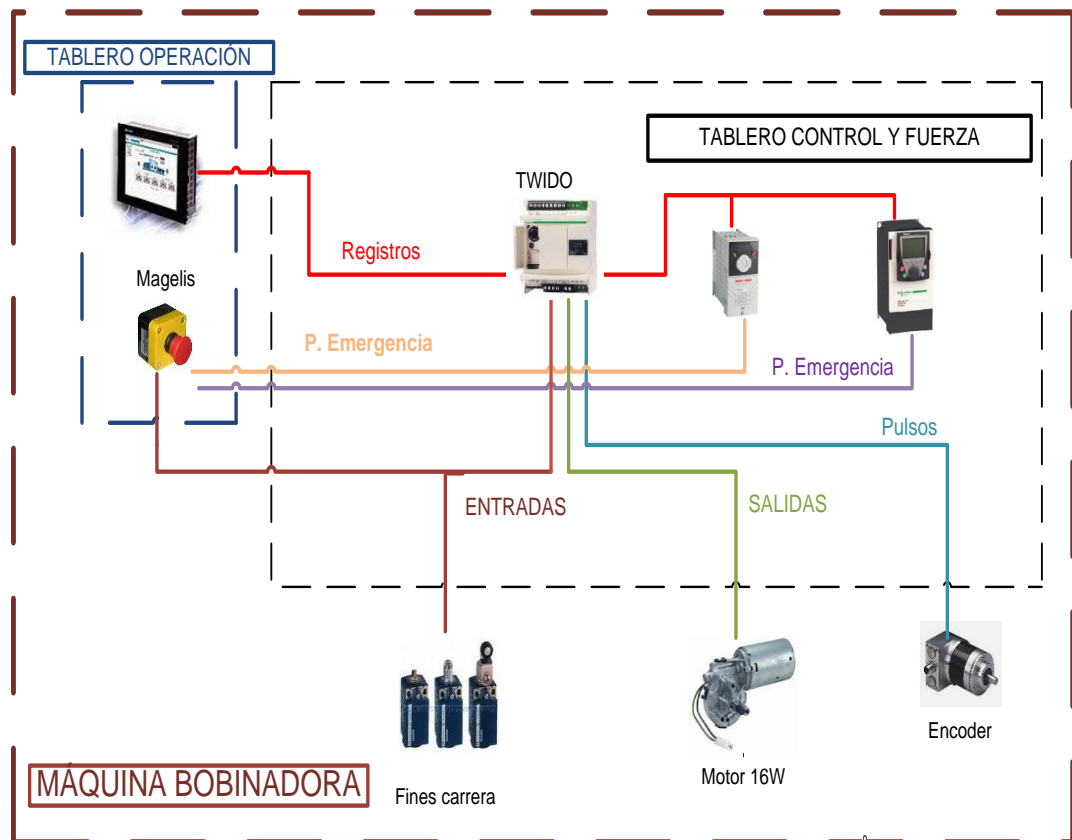 TABLERO OPERACIÓN
TABLERO CONTROL Y FUERZA
TWIDO
Registros
Magelis
P. Emergencia
P. Emergencia
Pulsos
ENTRADAS
SALIDAS
Encoder
MÁQUINA BOBINADORA
Motor 16W
Fines carrera